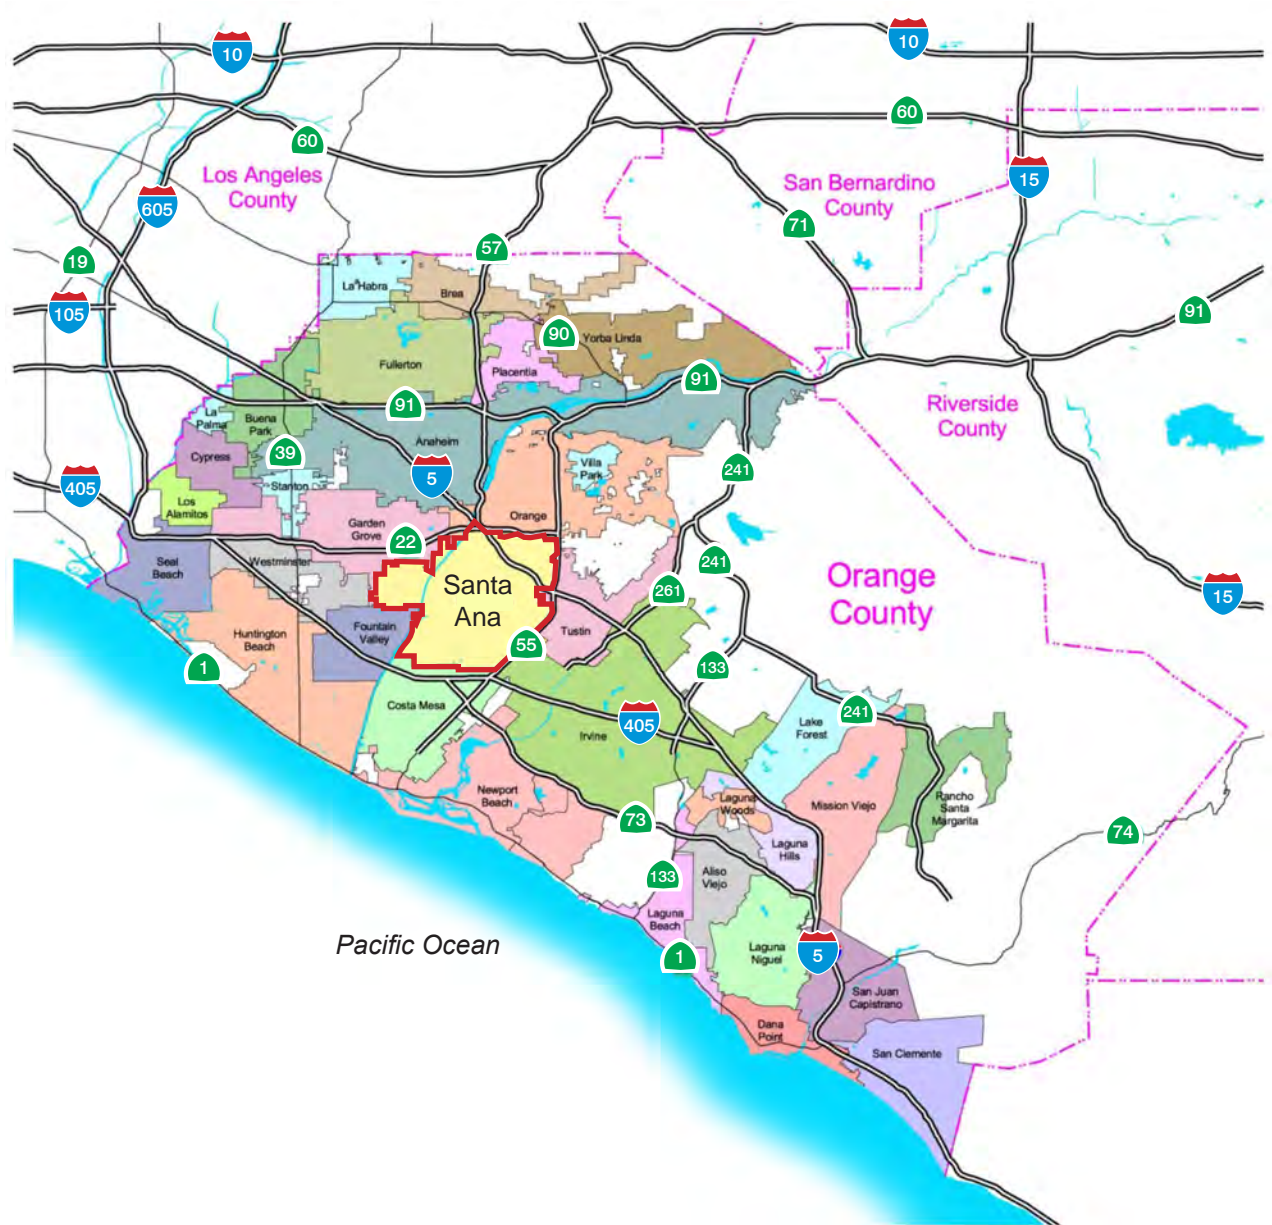 10
10
60
60
Los Angeles
County
San Bernardino
County
15
605
71
57
19
105
La Habra
Brea
91
90
Yorba Linda
Fullerton
Placentia
91
91
La
Palma
Buena
Park
Riverside
County
Anaheim
39
Cypress
5
Villa
Park
241
405
Stanton
Los
Alamitos
Orange
Garden
Grove
22
Seal
Beach
Westminster
241
Orange
County
Santa
Ana
261
15
Fountain
Valley
Tustin
Huntington
Beach
55
1
133
Costa Mesa
241
Lake
Forest
405
Irvine
Newport
Beach
Laguna
Woods
Mission Viejo
Rancho
Santa
Margarita
73
74
Laguna
Hills
133
Aliso
Viejo
Laguna
Beach
Pacific Ocean
1
Laguna
Niguel
5
San Juan
Capistrano
Dana
Point
San Clemente